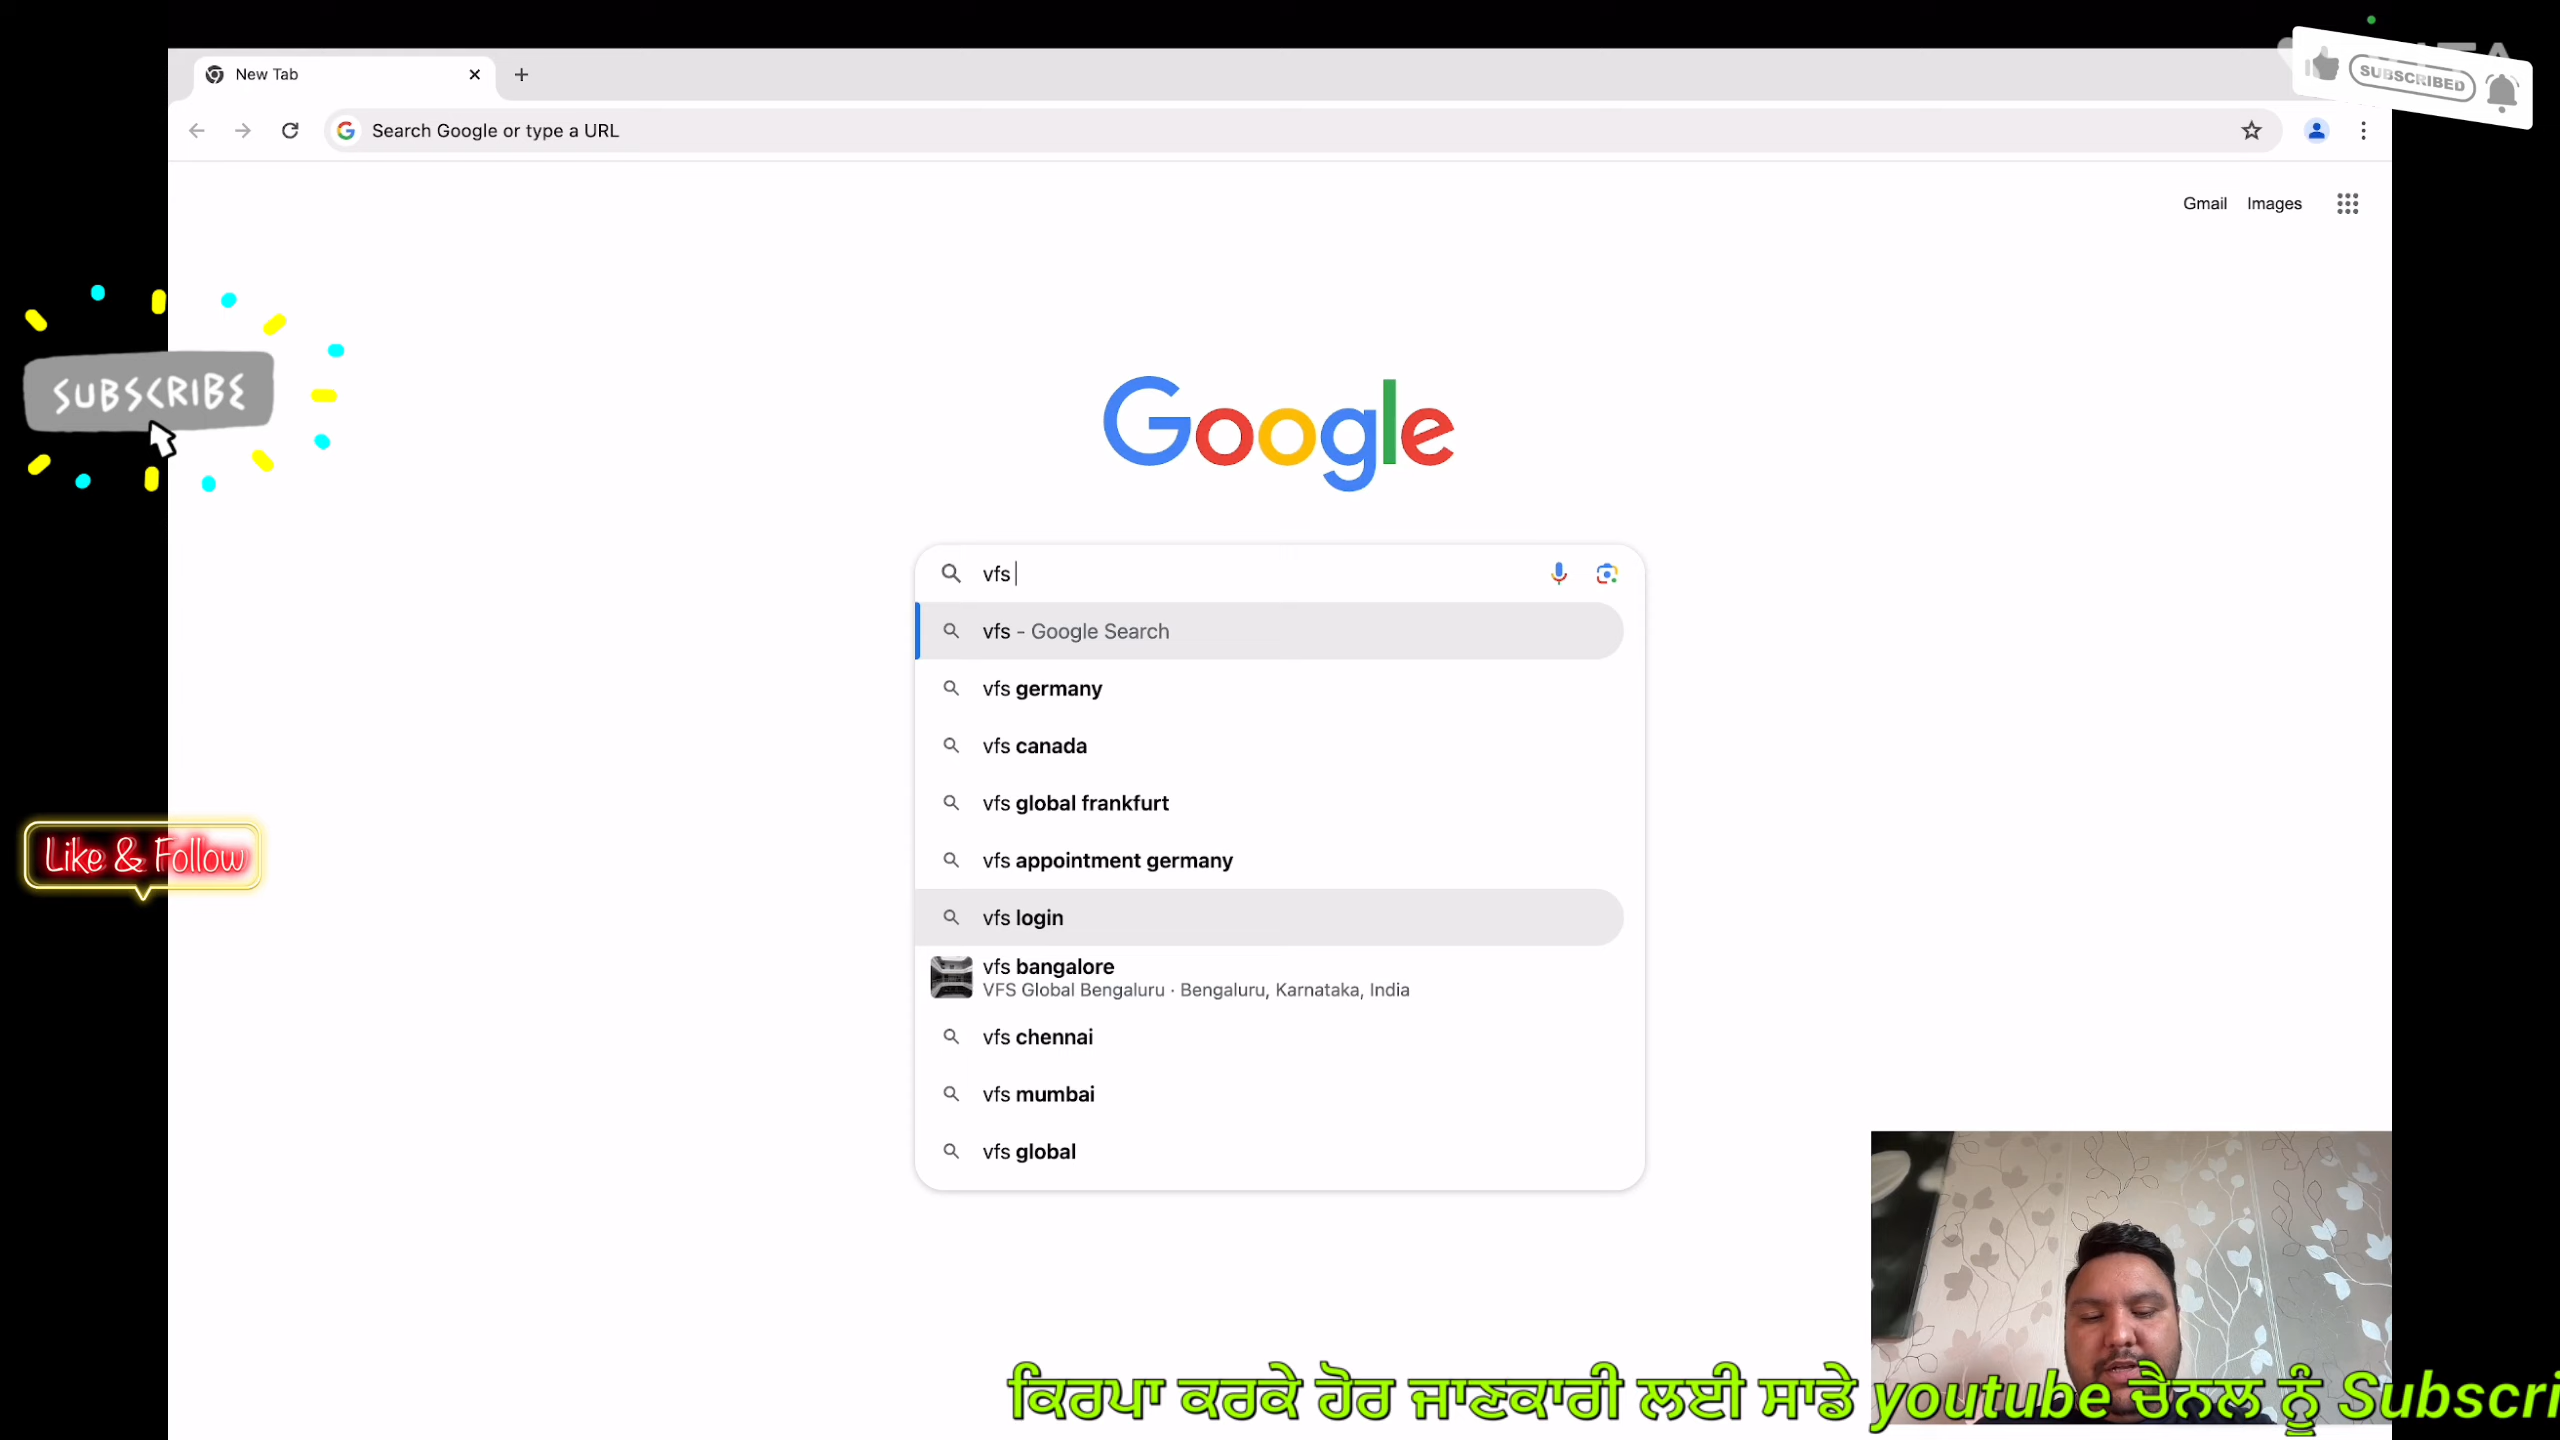 New Tab
Search Google or type a URL
SUBSCRIBED
Gmail Images
SUBSCRIBE
Google
vfs
vfs - Google Search
vfs germany
vfs canada
vfs global frankfurt
Like & Follow
vfs appointment germany
vfs login
vfs bangalore
VFS Global Bengaluru · Bengaluru, Karnataka, India
vfs chennai
vfs mumbai
vfs global
ਕਿਰਪਾ ਕਰਕੇ ਹੋਰ ਜਾਣਕਾਰੀ ਲਈ ਸਾਡੇ youtube ਚੈਨਲ ਨੂੰ Subscri